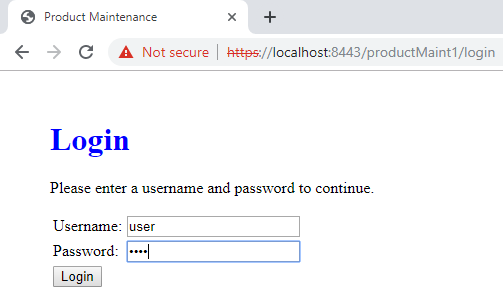 Product Maintenance
Not secure https://localhost:8443/productMaint1/login
Login
Please enter a username and password to continue.
Username: user
Password: ••••
Login